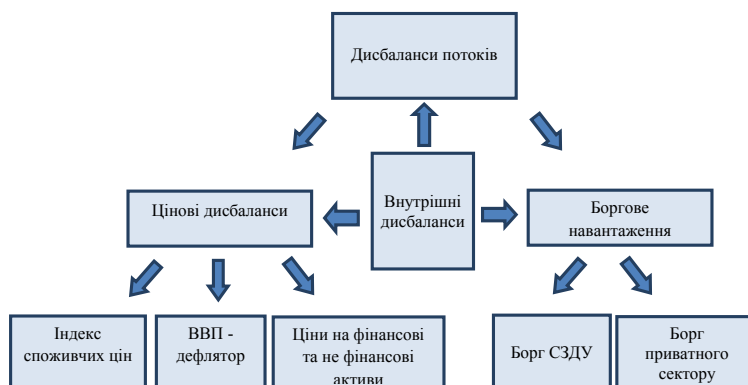 Дисбаланси потоків
Цінові дисбаланси
Внутрішні
дисбаланси
Боргове
навантаження
Індекс
споживчих цін
ВВП -
дефлятор
Ціни на фінансові
та не фінансові
активи
Борг СЗДУ
Борг
приватного
сектору